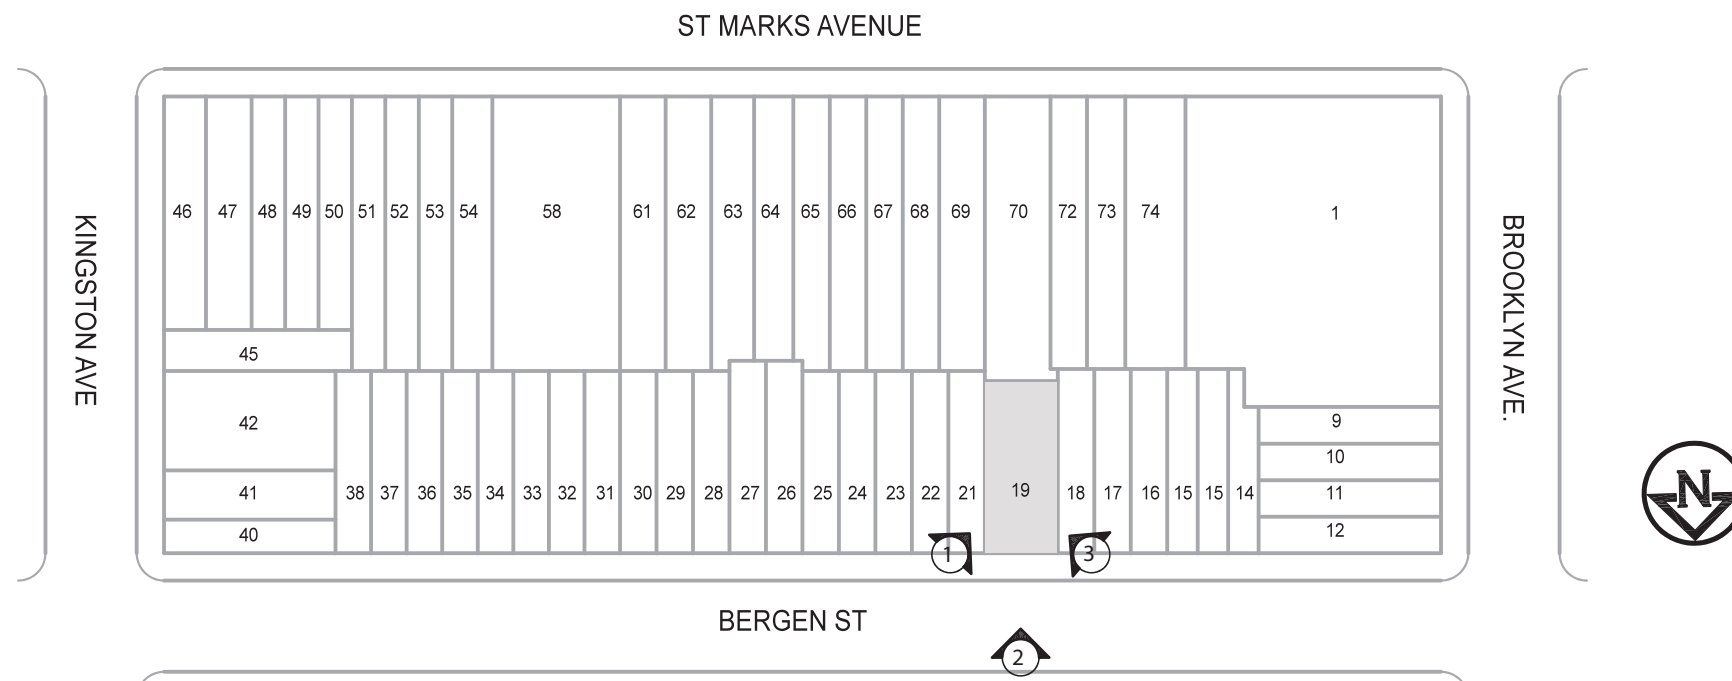 ST MARKS AVENUE
KINGSTON AVE
46 47 48 49 50 51 52 53 54 58 61 62 63 64 65 66 67 68 69 70 72 73 74 1
BROOKLYN AVE.
45
42
9
10
41 38 37 36 35 34 33 32 31 30 29 28 27 26 25 24 23 22 21 19 18 17 16 15 15 14 11
N
40
12
1
3
BERGEN ST
2